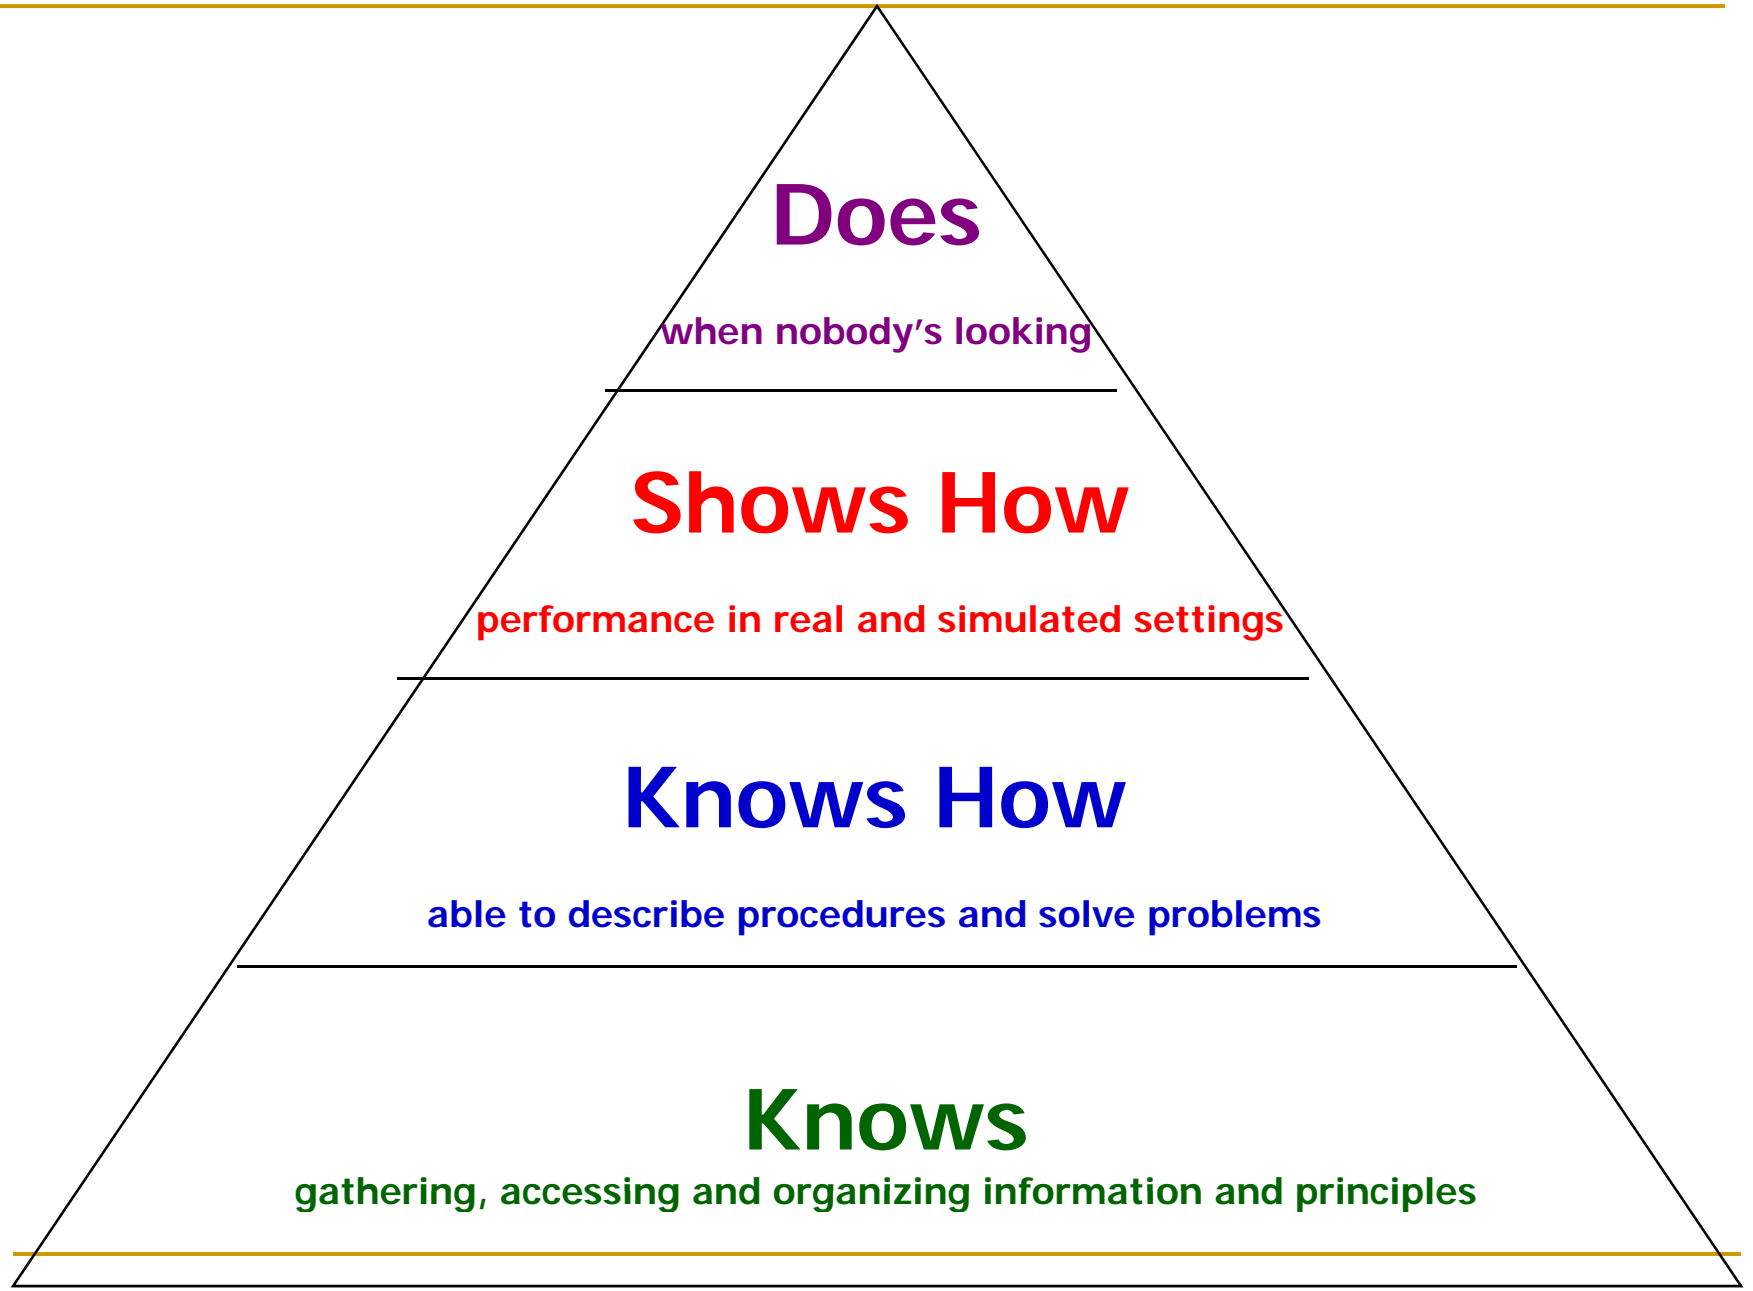 Does
when nobody’s looking
Shows How
performance in real and simulated settings
Knows How
able to describe procedures and solve problems
Knows
gathering, accessing and organizing information and principles